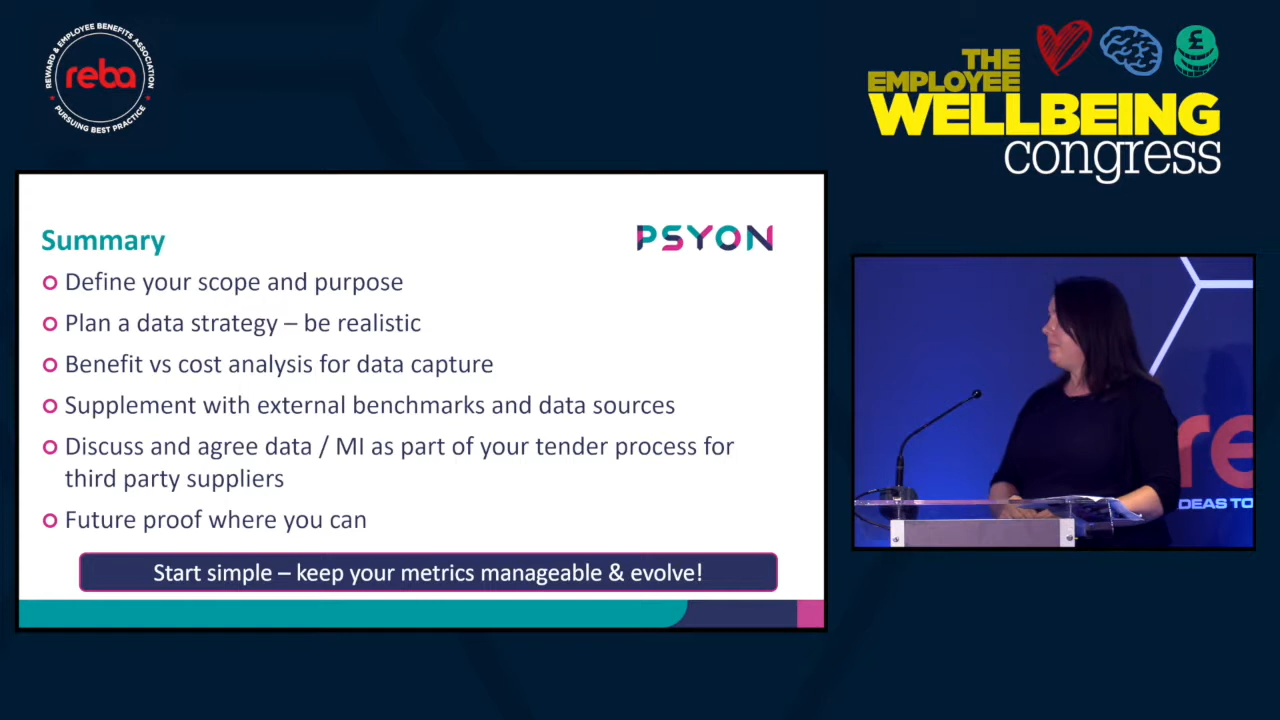 REWARD & EMPLOYEE BENEFITS ASSOCIATION
reba
PURSUING BEST PRACTICE
£
THE
EMPLOYEE
WELLBEING
congress
Summary
PSYON
Define your scope and purpose
Plan a data strategy – be realistic
Benefit vs cost analysis for data capture
Supplement with external benchmarks and data sources
Discuss and agree data / MI as part of your tender process for
third party suppliers
Future proof where you can
Start simple – keep your metrics manageable & evolve!
re
IDEAS TO